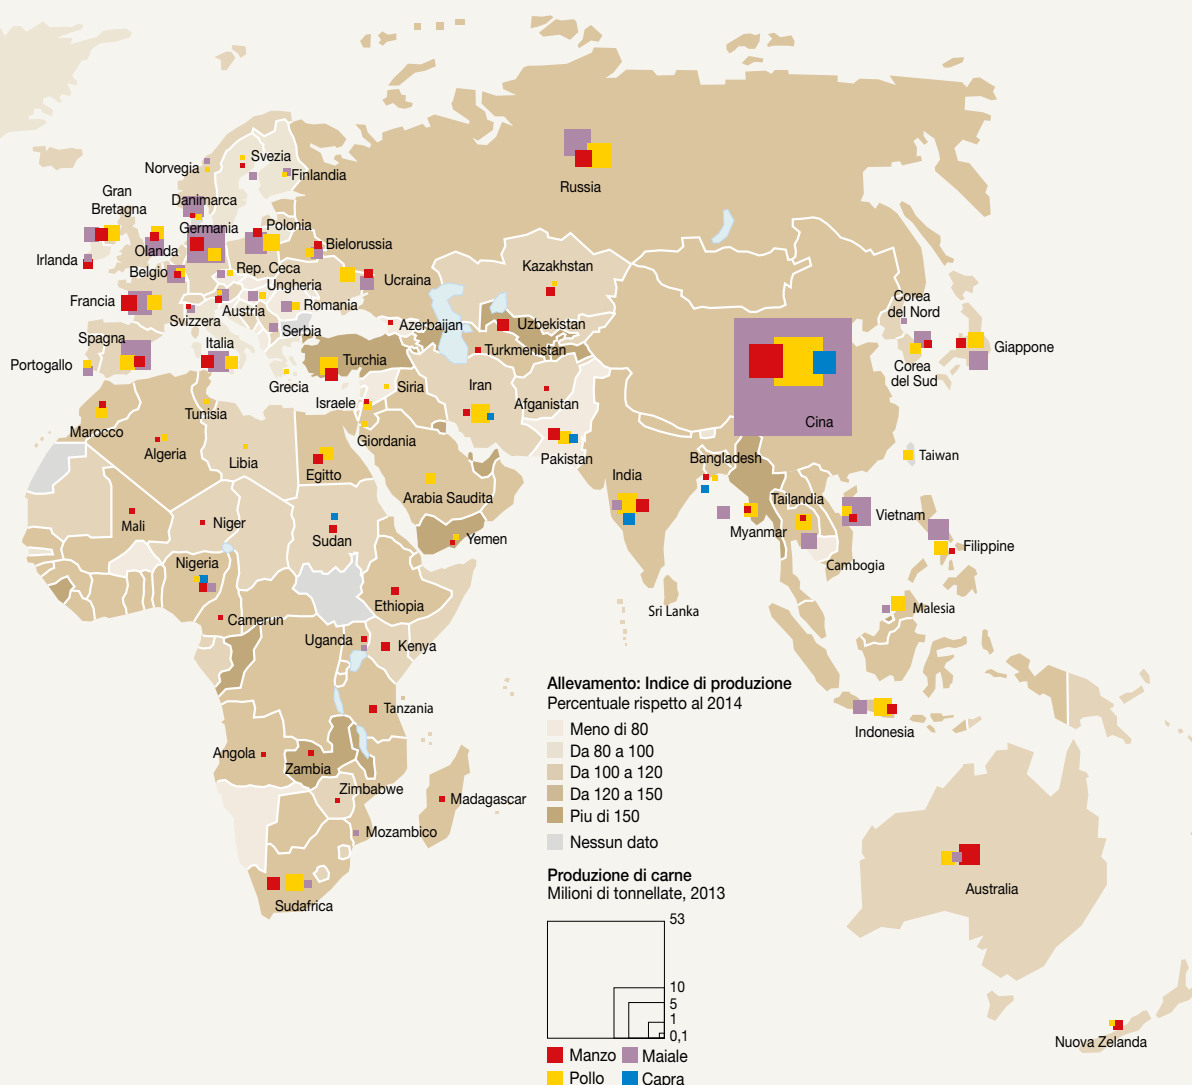 Russia
Svezia
Norvegia
Finlandia
Gran
Bretagna
Danimarca
Germania
Polonia
Bielorussia
Olanda
Irlanda
Belgio
Rep. Ceca
Ucraina
Kazakhstan
Ungheria
Francia
Austria
Romania
Svizzera
Serbia
Azerbaijan
Uzbekistan
Corea
del Nord
Spagna
Italia
Turkmenistan
Giappone
Portogallo
Turchia
Corea
del Sud
Grecia
Siria
Iran
Afganistan
Israele
Tunisia
Cina
Marocco
Giordania
Algeria
Libia
Egitto
Pakistan
Bangladesh
Taiwan
Arabia Saudita
India
Tailandia
Mali
Niger
Sudan
Yemen
Myanmar
Vietnam
Filippine
Nigeria
Cambogia
Ethiopia
Sri Lanka
Malesia
Camerun
Uganda
Kenya
Tanzania
Indonesia
Angola
Zambia
Zimbabwe
Madagascar
Mozambico
Sudafrica
Australia
Nuova Zelanda
Allevamento: Indice di produzione
Percentuale rispetto al 2014
Meno di 80
Da 80 a 100
Da 100 a 120
Da 120 a 150
Piu di 150
Nessun dato
Produzione di carne
Milioni di tonnellate, 2013
53
10
5
1
0,1
Manzo Maiale
Pollo Capra